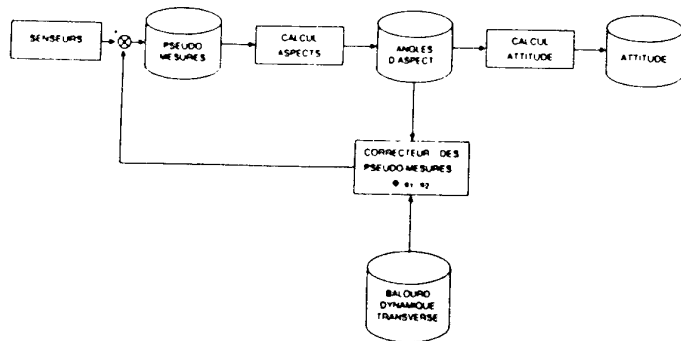 SENSEURS
PSEUDO
MESURES
CALCUL
ASPECTS
ANGLES
D'ASPECT
CALCUL
ATTITUDE
ATTITUDE
CORRECTEUR DES
PSEUDO-MESURES
BALOURD
DYNAMIQUE
TRANSVERSE